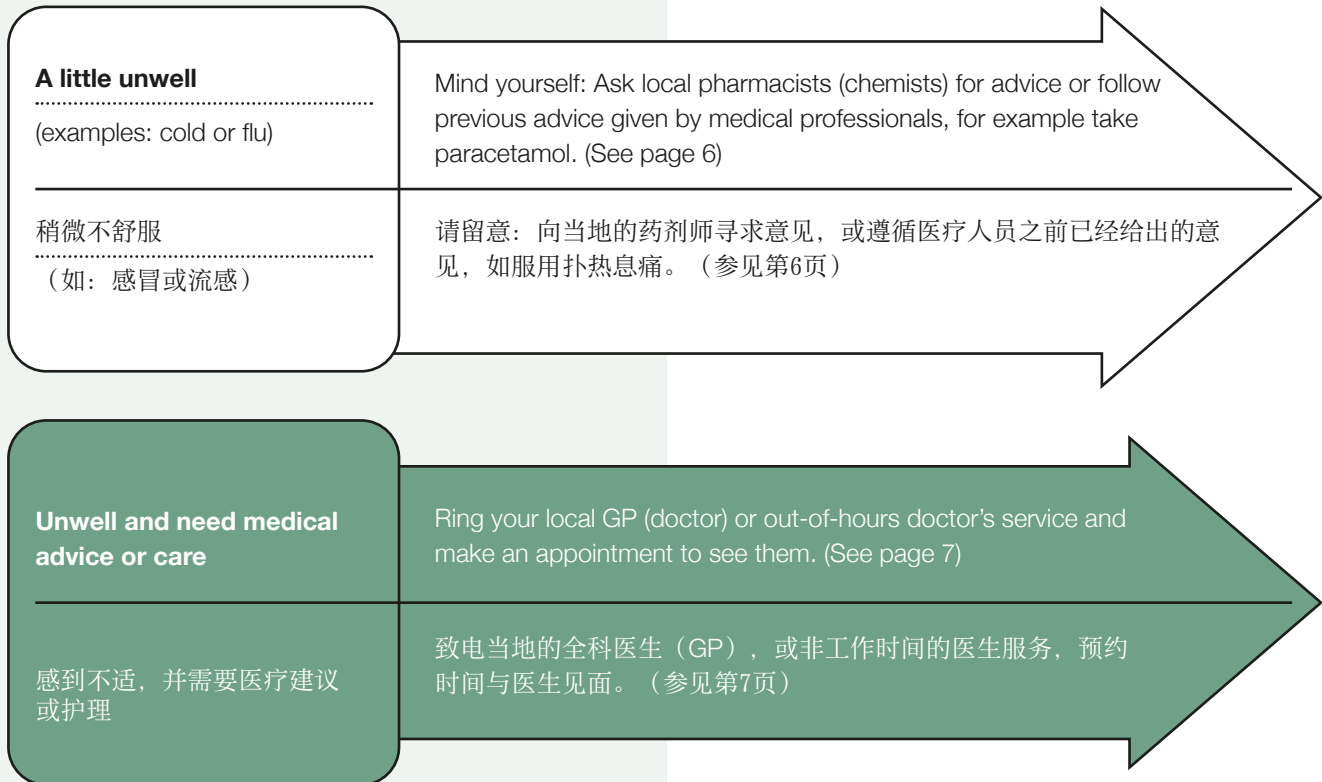 A little unwell
(examples: cold or flu)
Mind yourself: Ask local pharmacists (chemists) for advice or follow
previous advice given by medical professionals, for example take
paracetamol. (See page 6)
稍微不舒服
（如：感冒或流感）
请留意：向当地的药剂师寻求意见，或遵循医疗人员之前已经给出的意
见，如服用扑热息痛。（参见第6页）
Unwell and need medical
advice or care
Ring your local GP (doctor) or out-of-hours doctor’s service and
make an appointment to see them. (See page 7)
感到不适，并需要医疗建议
或护理
致电当地的全科医生（GP），或非工作时间的医生服务，预约
时间与医生见面。（参见第7页）